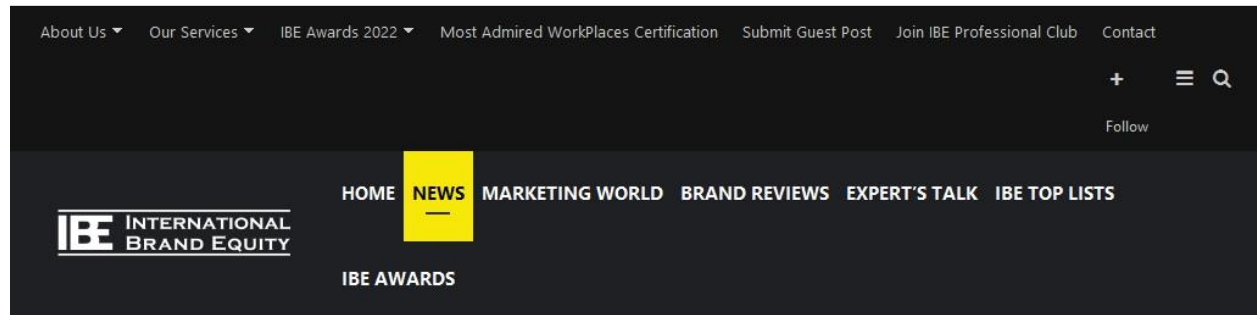 About Us Our Services IBE Awards 2022 Most Admired WorkPlaces Certification Submit Guest Post Join IBE Professional Club Contact
+
Follow
HOME NEWS MARKETING WORLD BRAND REVIEWS EXPERT'S TALK IBE TOP LISTS
IBE INTERNATIONAL
BRAND EQUITY
IBE AWARDS